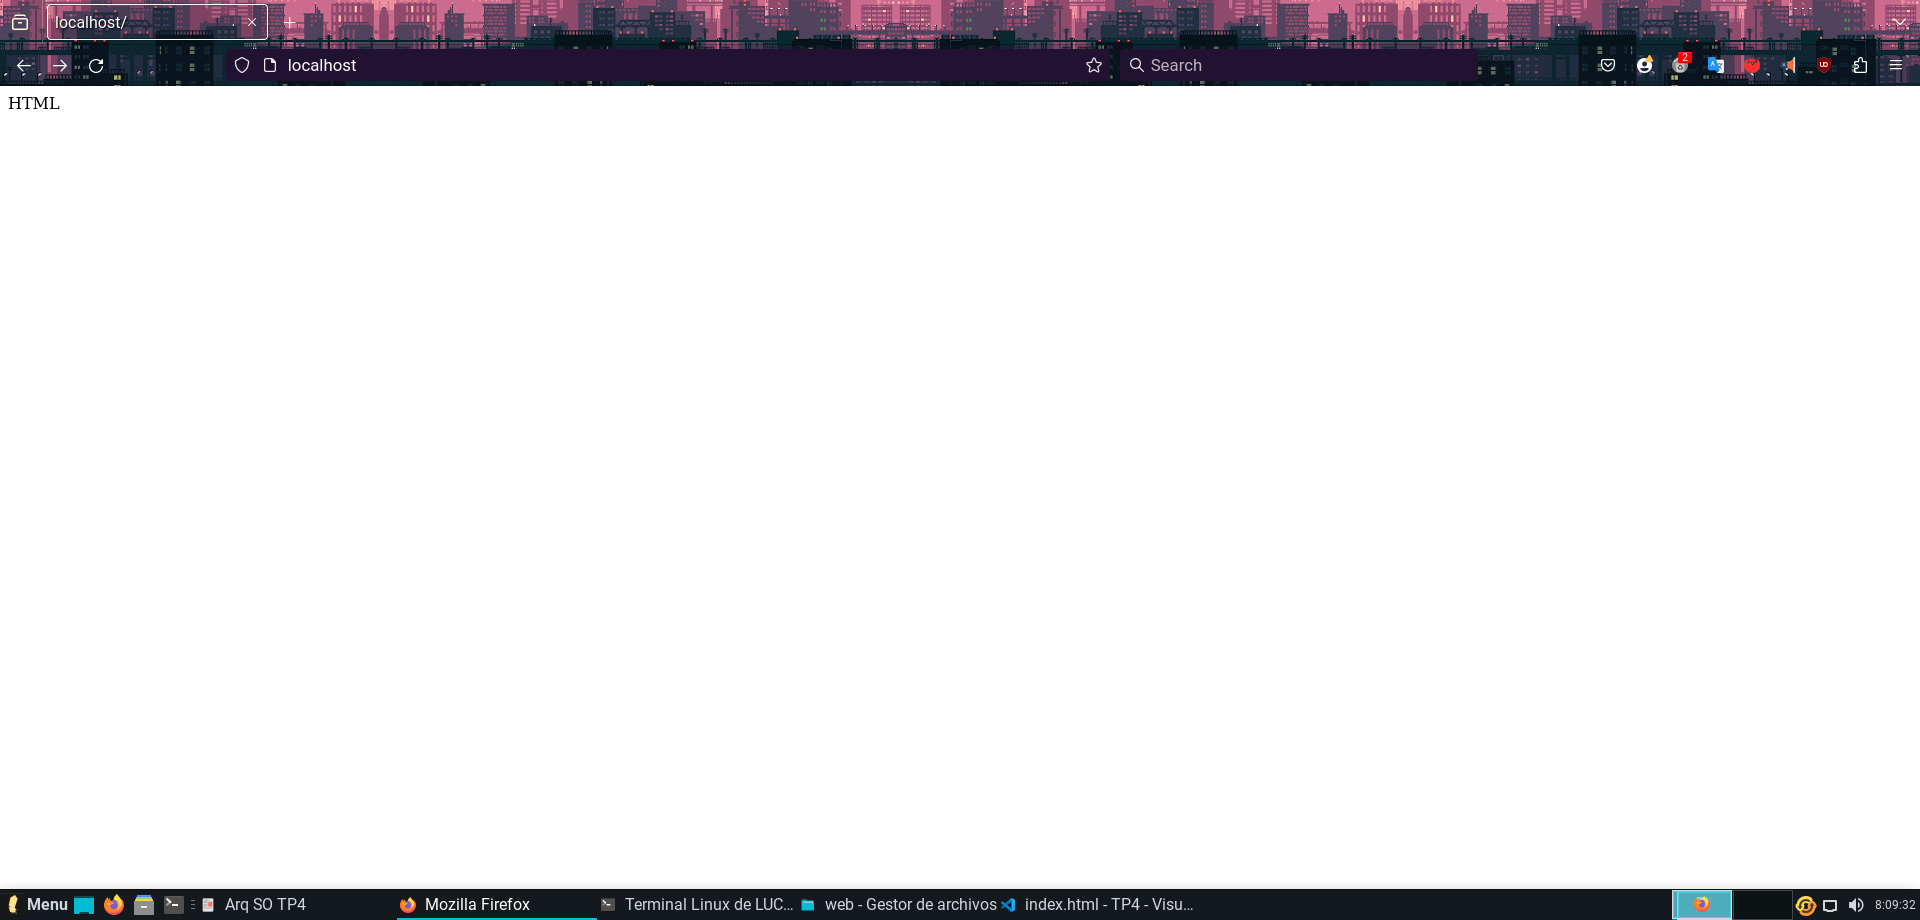 localhost/
localhost
Search
2
HTML
Menu
Arq SO TP4
Mozilla Firefox
Terminal Linux de LUC...
web - Gestor de archivos
index.html - TP4 - Visu...
8:09:32